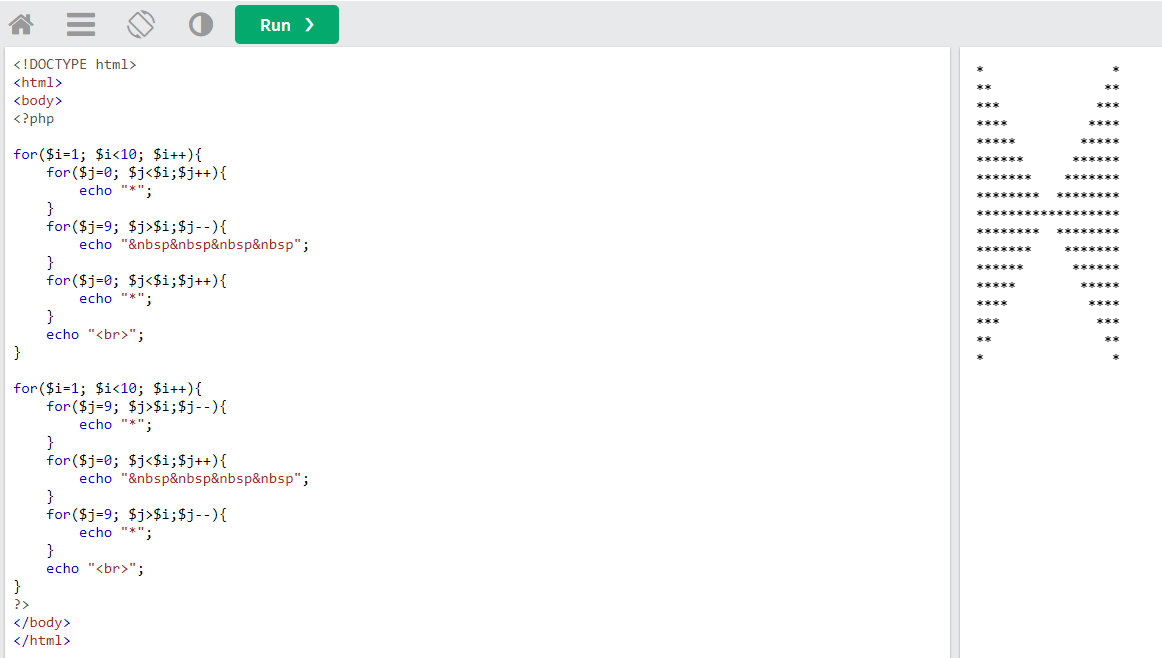 Run ❯
<!DOCTYPE html>
<html>
<body>
<?php

for($i=1; $i<10; $i++){
    for($j=0; $j<$i;$j++){
        echo "*";
    }
    for($j=9; $j>$i;$j--){
        echo "&nbsp&nbsp&nbsp&nbsp";
    }
    for($j=0; $j<$i;$j++){
        echo "*";
    }
    echo "<br>";
}

for($i=1; $i<10; $i++){
    for($j=9; $j>$i;$j--){
        echo "*";
    }
    for($j=0; $j<$i;$j++){
        echo "&nbsp&nbsp&nbsp&nbsp";
    }
    for($j=9; $j>$i;$j--){
        echo "*";
    }
    echo "<br>";
}
?>
</body>
</html>
*                *
**              **
***            ***
****          ****
*****        *****
******      ******
*******    *******
********  ********
******************
********  ********
*******    *******
******      ******
*****        *****
****          ****
***            ***
**              **
*                *